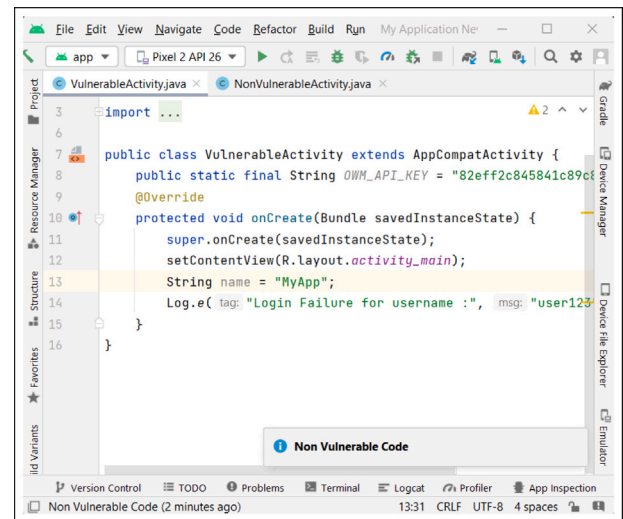 File Edit View Navigate Code Refactor Build Run My Application Ne
app Pixel 2 API 26
VulnerableActivity.java NonVulnerableActivity.java
Project
Resource Manager
Structure
Favorites
ild Variants
3 import ... 2
6
7 public class VulnerableActivity extends AppCompatActivity {
8 public static final String OWM_API_KEY = "82eff2c845841c89c8
9 @Override
10 protected void onCreate(Bundle savedInstanceState) {
11 super.onCreate(savedInstanceState);
12 setContentView(R.layout.activity_main);
13 String name = "MyApp";
14 Log.e( tag: "Login Failure for username :", msg: "user123
15 }
16 }
Non Vulnerable Code
Gradle
Device Manager
Device File Explorer
Emulator
Version Control TODO Problems Terminal Logcat Profiler App Inspection
Non Vulnerable Code (2 minutes ago) 13:31 CRLF UTF-8 4 spaces